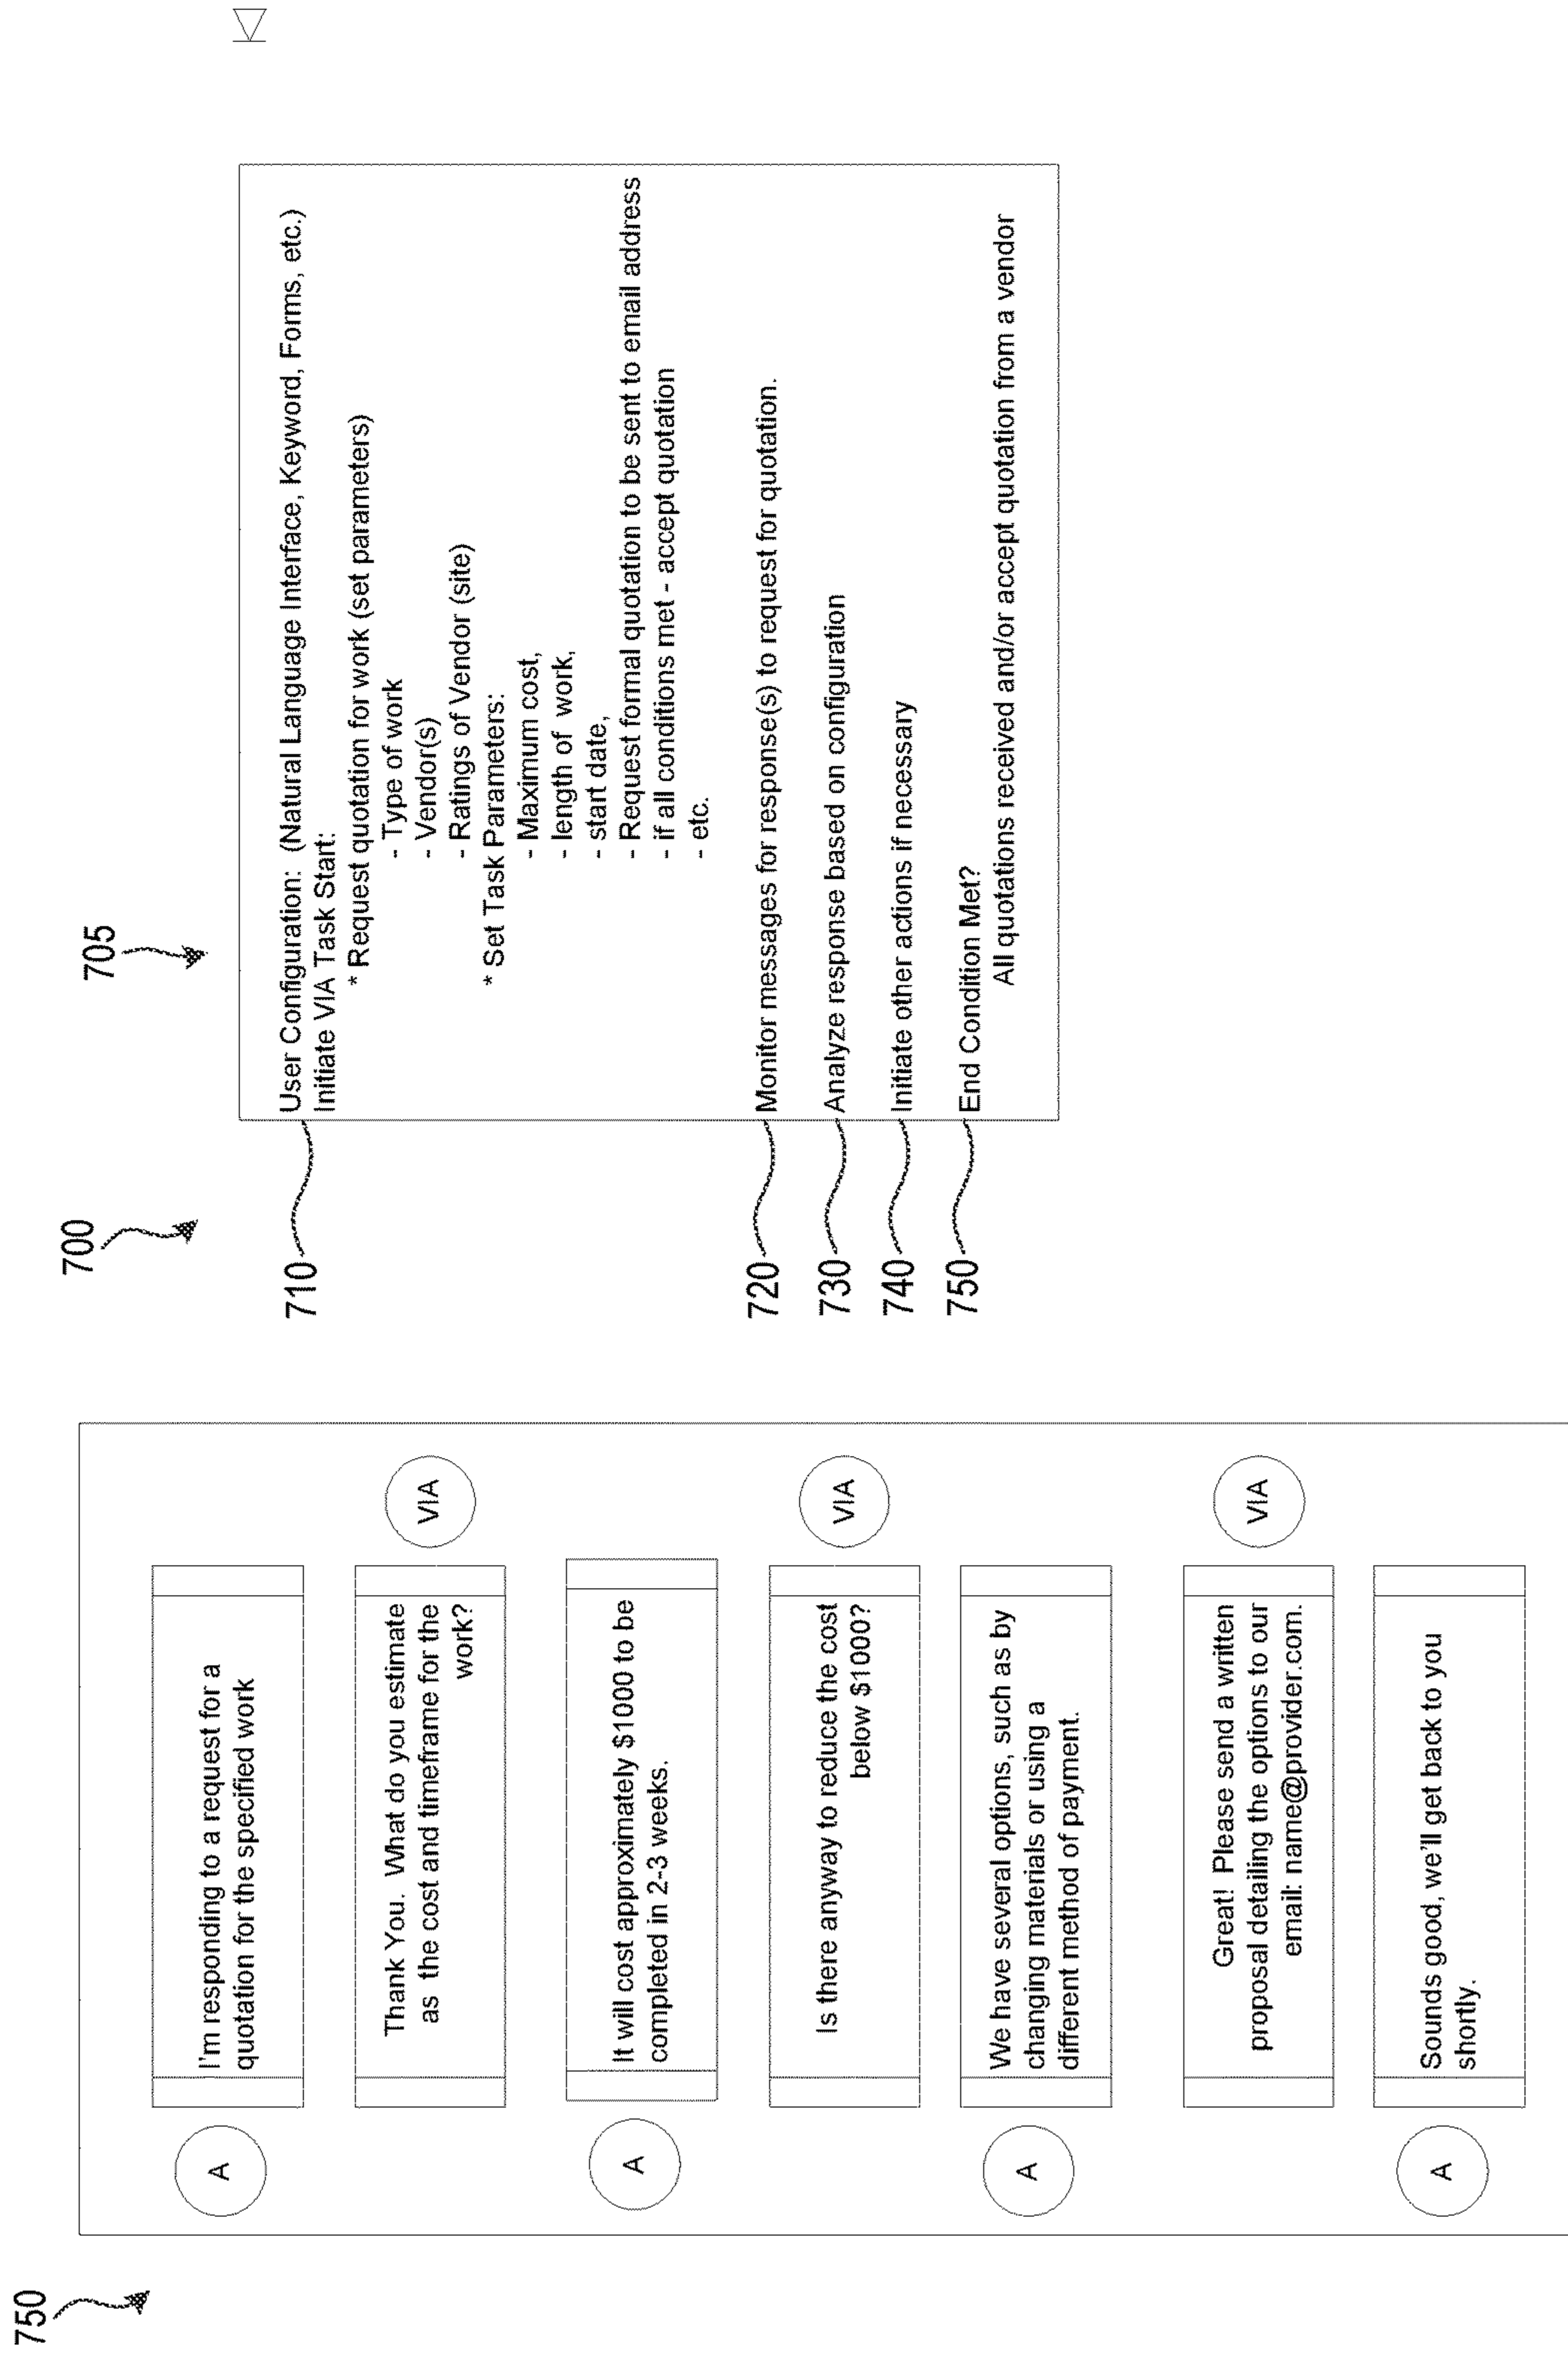 750
A
I'm responding to a request for a
quotation for the specified work
Thank You. What do you estimate
as the cost and timeframe for the
work?
VIA
A
It will cost approximately $1000 to be
completed in 2-3 weeks.
Is there anyway to reduce the cost
below $1000?
VIA
A
We have several options, such as by
changing materials or using a
different method of payment.
Great! Please send a written
proposal detailing the options to our
email: name@provider.com.
VIA
A
Sounds good, we'll get back to you
shortly.
700
705
710
User Configuration: (Natural Language Interface, Keyword, Forms, etc.)
Initiate VIA Task Start:
* Request quotation for work (set parameters)
- Type of work
- Vendor(s)
- Ratings of Vendor (site)
* Set Task Parameters:
- Maximum cost,
- length of work,
- start date,
- Request formal quotation to be sent to email address
- if all conditions met - accept quotation
- etc.
720
Monitor messages for response(s) to request for quotation.
730
Analyze response based on configuration
740
Initiate other actions if necessary
750
End Condition Met?
All quotations received and/or accept quotation from a vendor